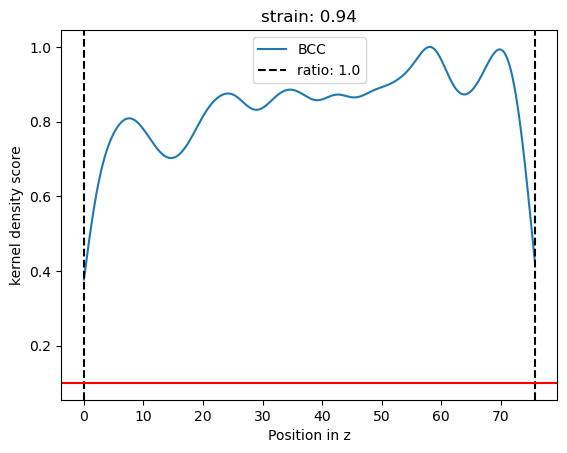 strain: 0.94
BCC
ratio: 1.0
kernel density score
1.0
0.8
0.6
0.4
0.2
0 10 20 30 40 50 60 70
Position in z